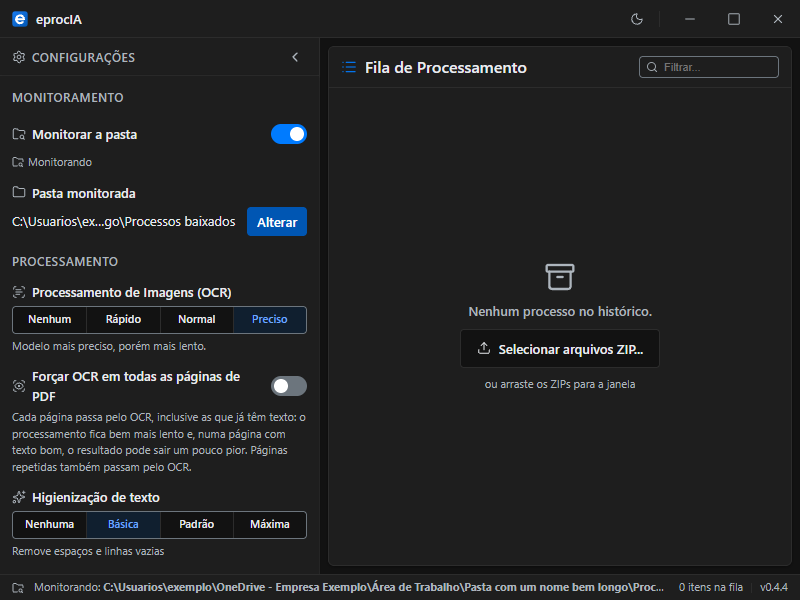 eprocIA
CONFIGURAÇÕES
MONITORAMENTO
Monitorar a pasta
Monitorando
Pasta monitorada
C:\Usuarios\ex...go\Processos baixados
Alterar
PROCESSAMENTO
Processamento de Imagens (OCR)
Nenhum Rápido Normal Preciso
Modelo mais preciso, porém mais lento.
Forçar OCR em todas as páginas de
PDF
Cada página passa pelo OCR, inclusive as que já têm texto: o
processamento fica bem mais lento e, numa página com
texto bom, o resultado pode sair um pouco pior. Páginas
repetidas também passam pelo OCR.
Higienização de texto
Nenhuma Básica Padrão Máxima
Remove espaços e linhas vazias
Fila de Processamento
Filtrar...
Nenhum processo no histórico.
Selecionar arquivos ZIP...
ou arraste os ZIPs para a janela
Monitorando: C:\Usuarios\exemplo\OneDrive - Empresa Exemplo\Área de Trabalho\Pasta com um nome bem longo\Proc... 0 itens na fila v0.4.4